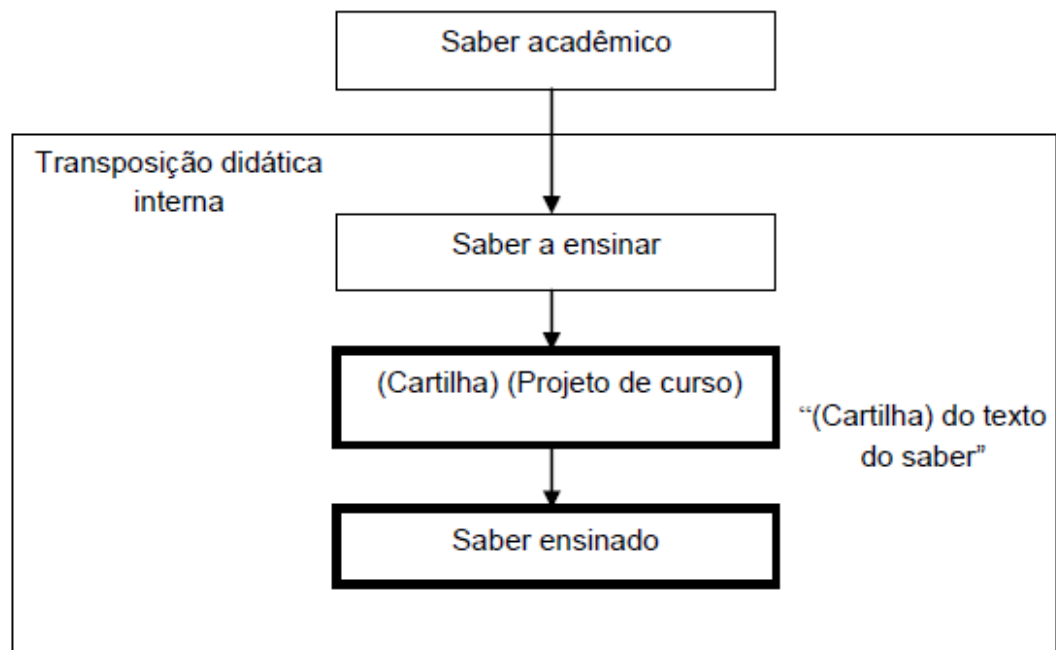 Saber acadêmico
Transposição didática
interna
Saber a ensinar
(Cartilha) (Projeto de curso)
“(Cartilha) do texto
do saber”
Saber ensinado